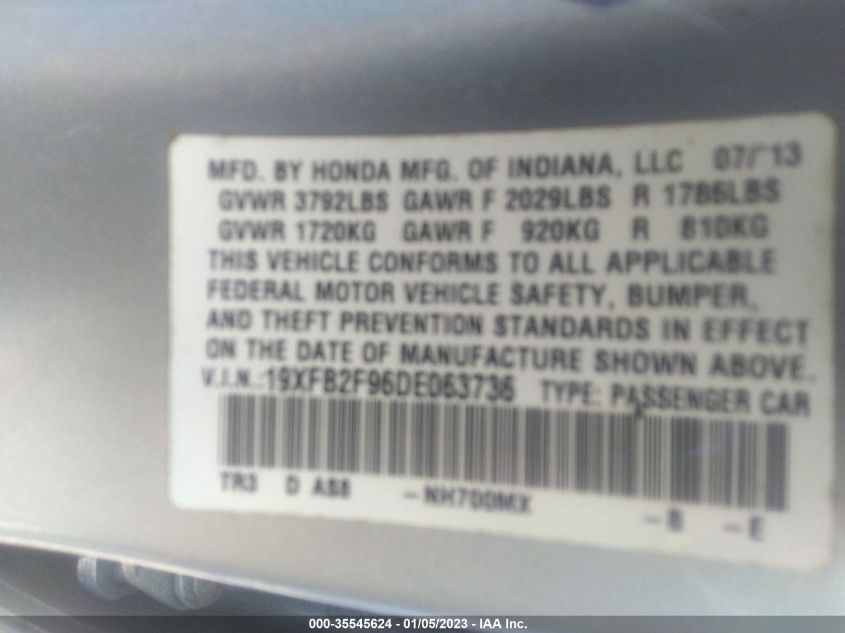 MFD. BY HONDA MFG. OF INDIANA, LLC 07/13
GVWR 3792LBS GAWR F 2029LBS R 1786LBS
GVWR 1720KG GAWR F 920KG R 810KG
THIS VEHICLE CONFORMS TO ALL APPLICABLE
FEDERAL MOTOR VEHICLE SAFETY, BUMPER,
AND THEFT PREVENTION STANDARDS IN EFFECT
ON THE DATE OF MANUFACTURE SHOWN ABOVE.
V.I.N.:19XFB2F96DE063736 TYPE: PASSENGER CAR
TR3 D AS8 -NH700MX -B -E
000-35545624 - 01/05/2023 - IAA Inc.